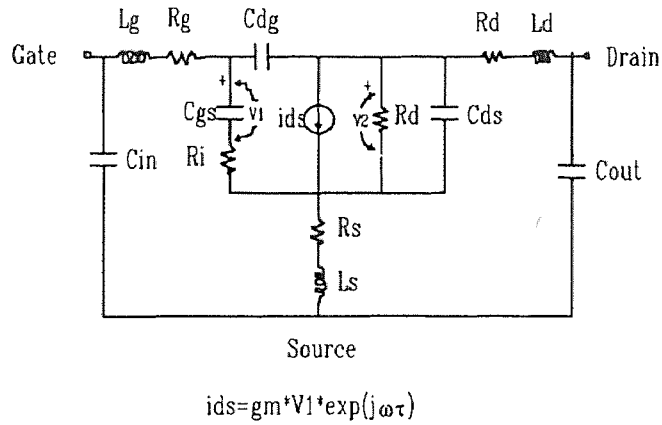 Lg Rg Cdg Rd Ld
Gate Drain
+ +
Cgs V1 ids V2 Rd Cds
Ri
Cin Cout
Rs
Ls
Source
ids=gm*V1*exp(jωτ)